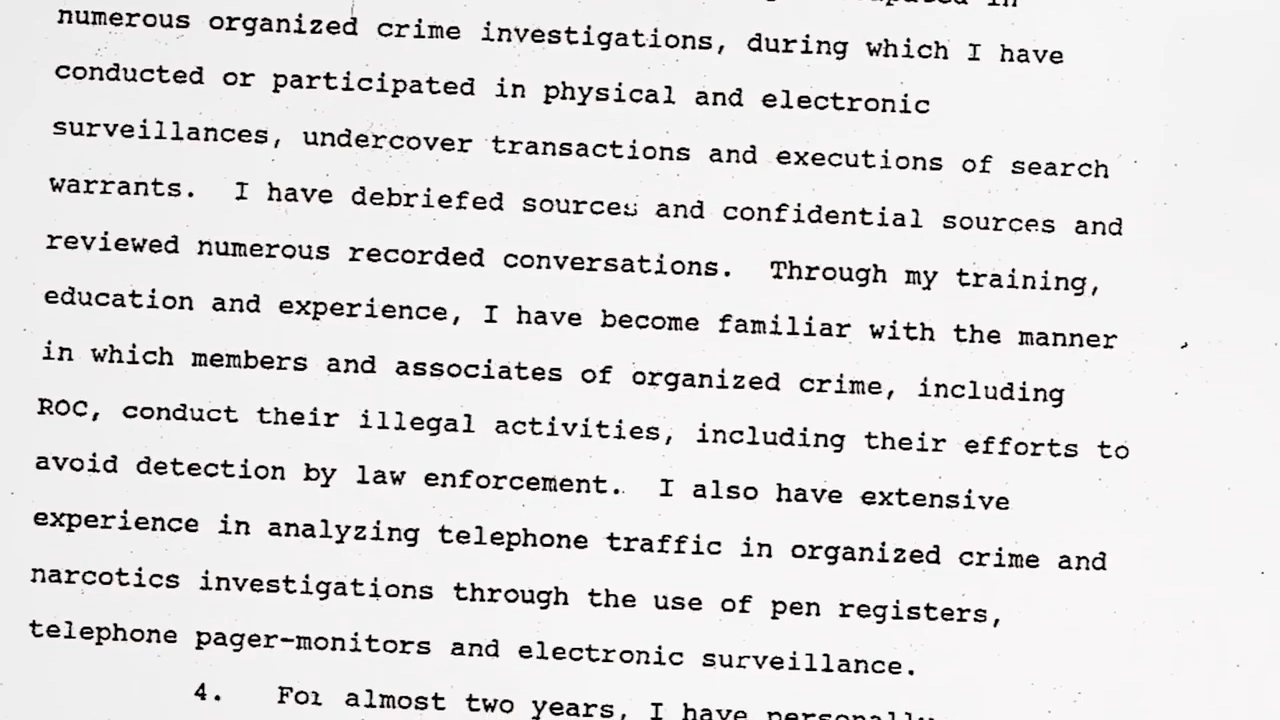 in
numerous organized crime investigations, during which I have
conducted or participated in physical and electronic
surveillances, undercover transactions and executions of search
warrants. I have debriefed sources and confidential sources and
reviewed numerous recorded conversations. Through my training,
education and experience, I have become familiar with the manner
in which members and associates of organized crime, including
ROC, conduct their illegal activities, including their efforts to
avoid detection by law enforcement. I also have extensive
experience in analyzing telephone traffic in organized crime and
narcotics investigations through the use of pen registers,
telephone pager-monitors and electronic surveillance.
4. For almost two years, I have personally